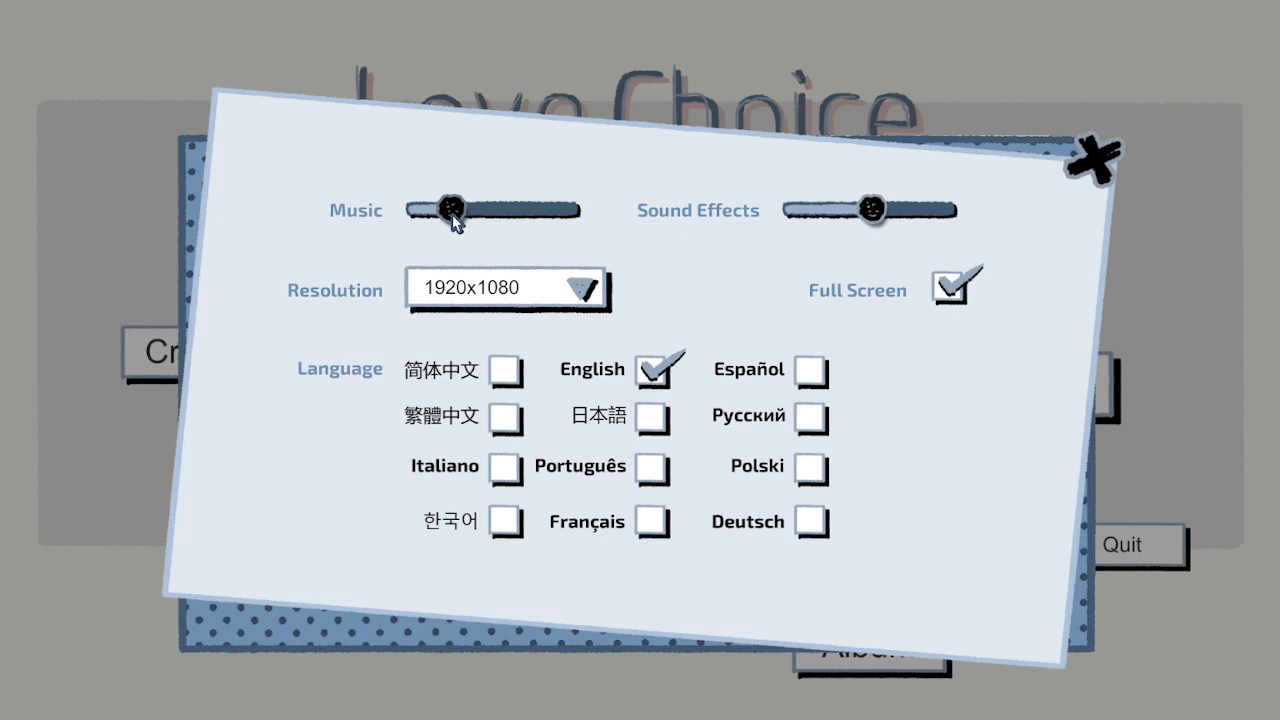 Love Choice
Music Sound Effects
Resolution 1920x1080 Full Screen
Language 简体中文 English Español
繁體中文 日本語 Русский
Italiano Português Polski
한국어 Français Deutsch
Quit